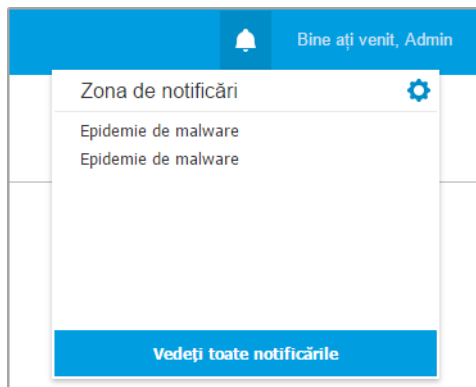 Bine ați venit, Admin
Zona de notificări
Epidemie de malware
Epidemie de malware
Vedeți toate notificările